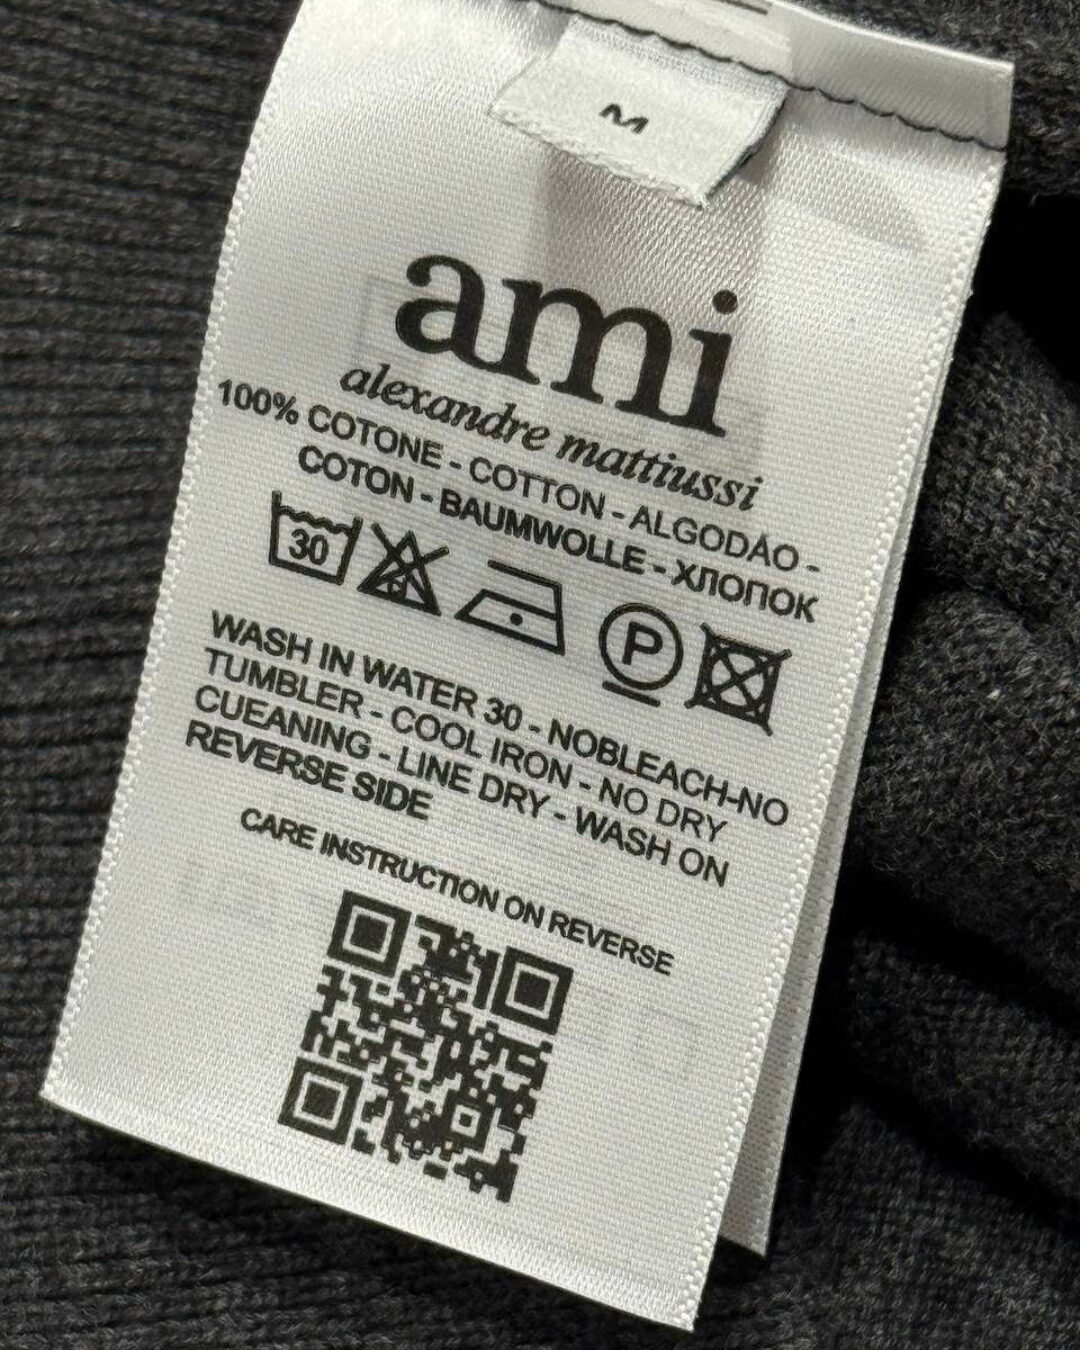 M
ami
alexandre mattiussi
100% COTONE - COTTON - ALGODÃO -
COTON - BAUMWOLLE - ХЛОПОК
30
P
WASH IN WATER 30 - NOBLEACH-NO
TUMBLER - COOL IRON - NO DRY
CUEANING - LINE DRY - WASH ON
REVERSE SIDE
CARE INSTRUCTION ON REVERSE